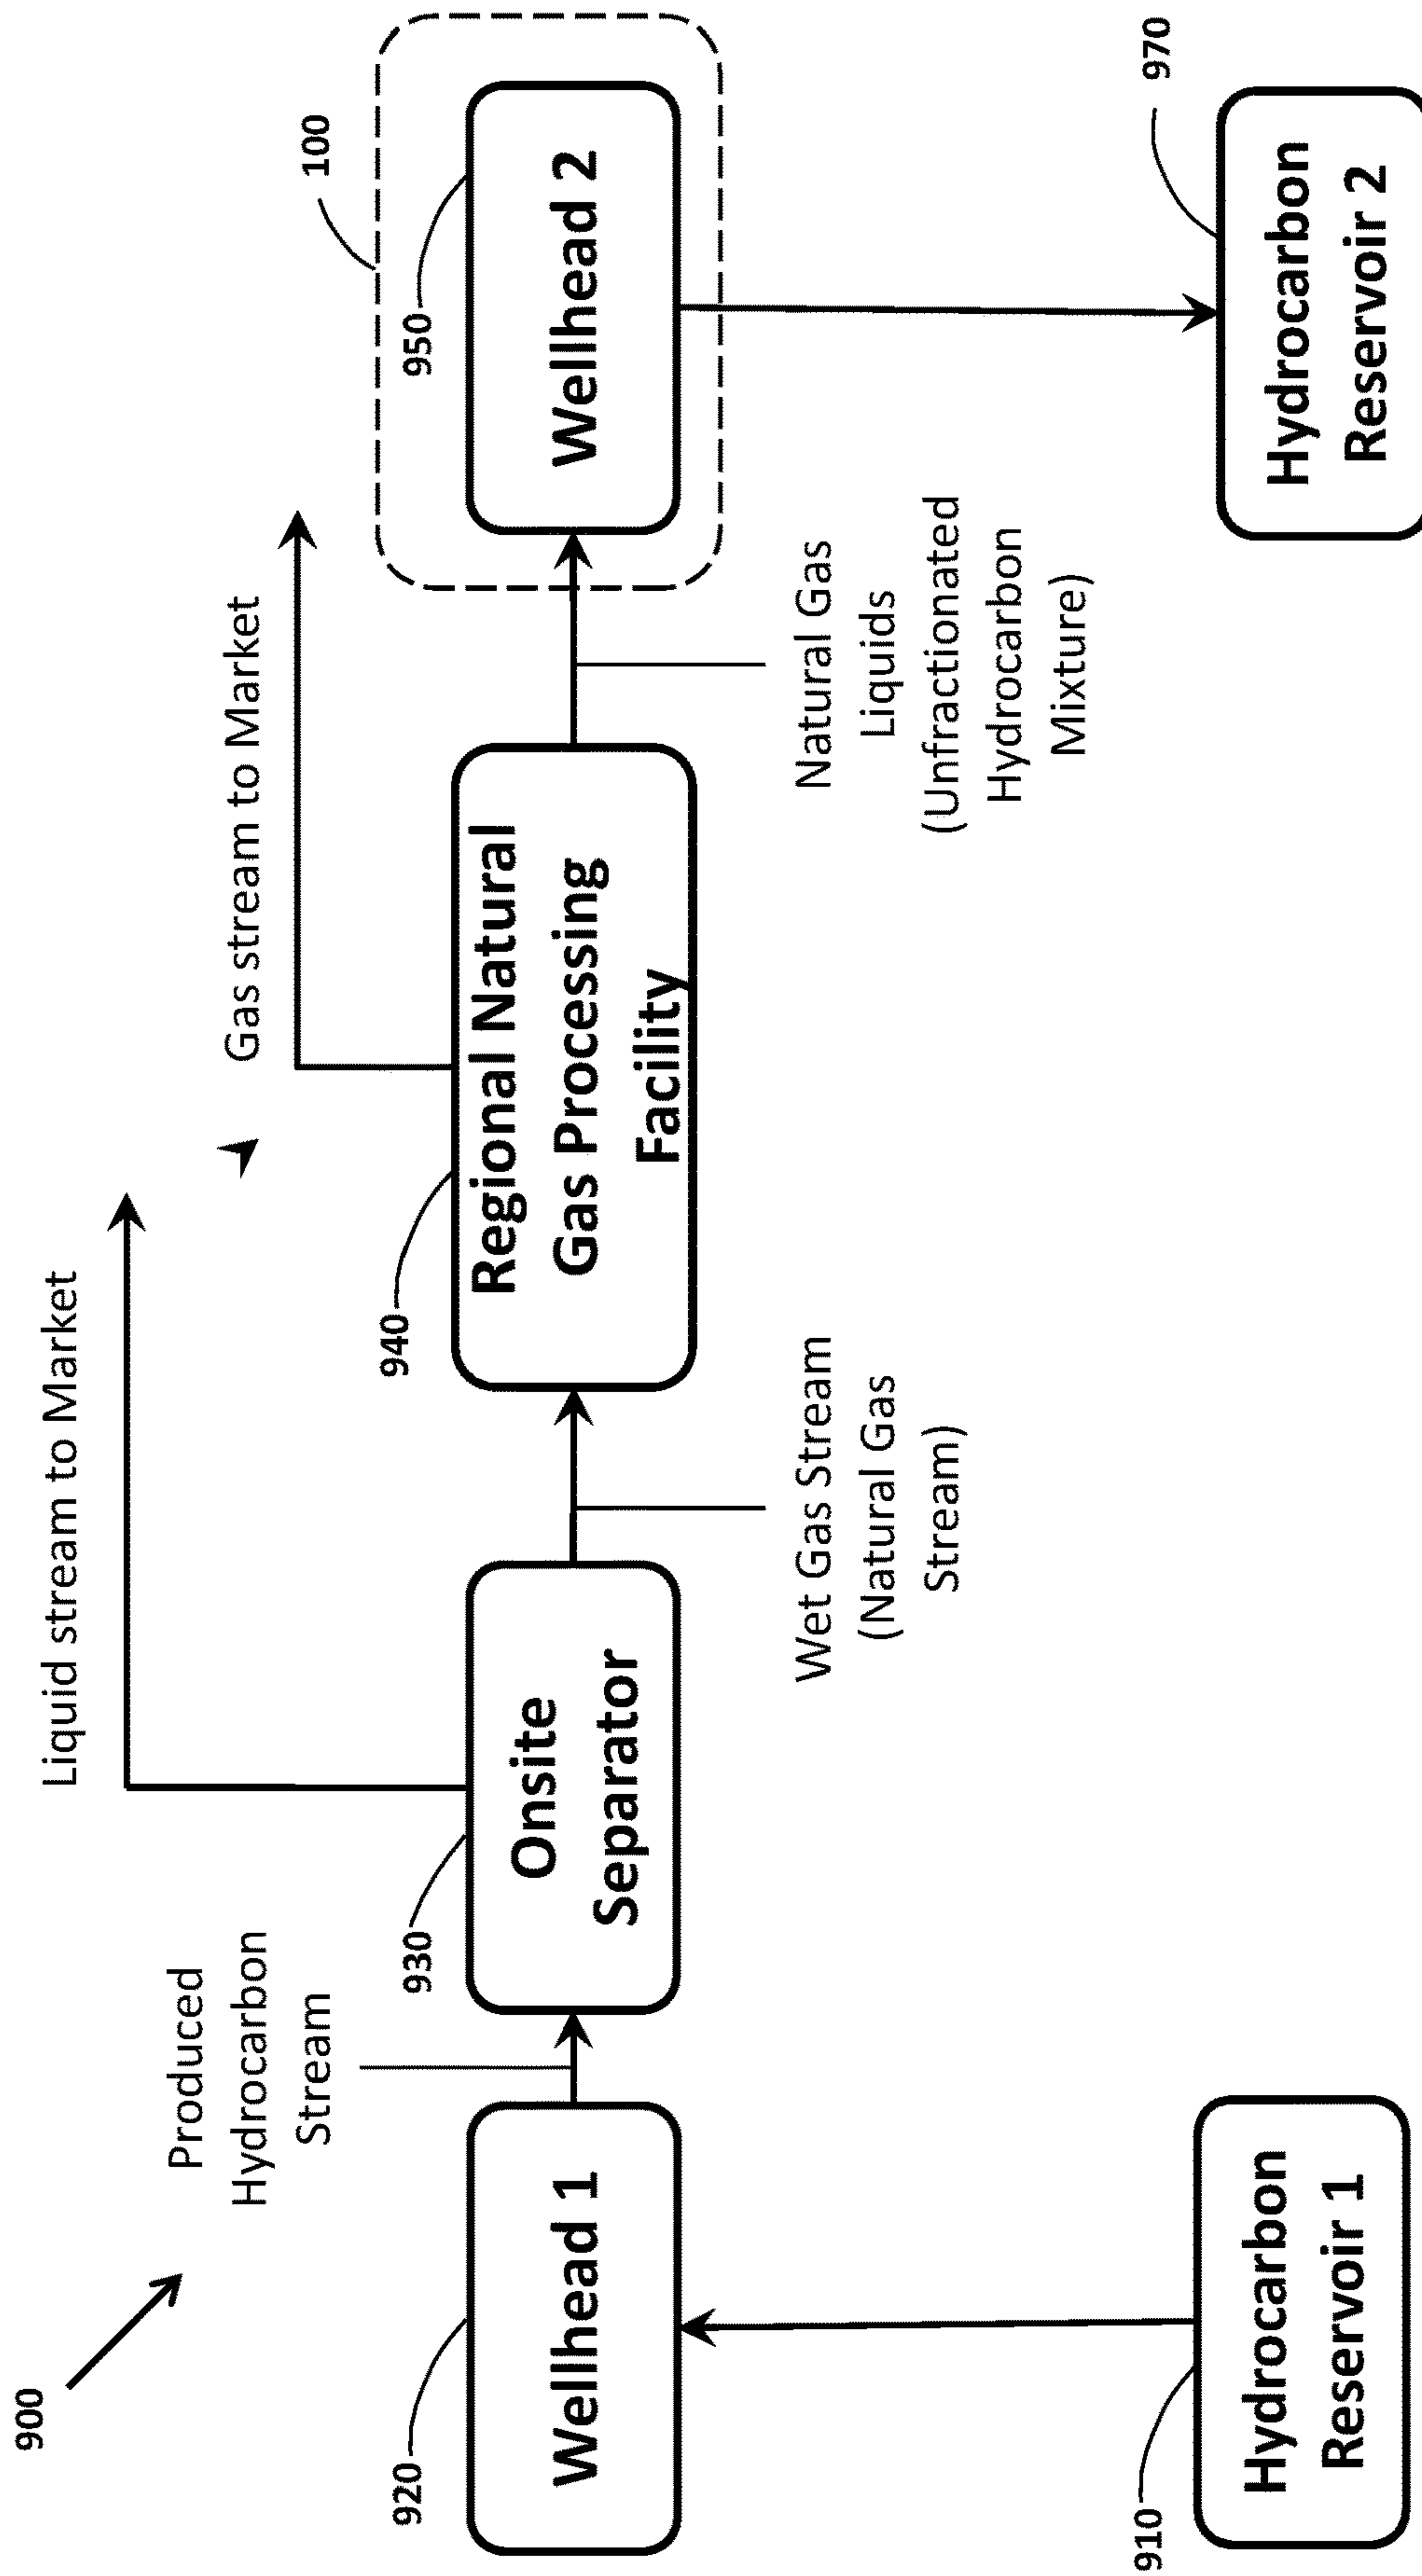 900
Liquid stream to Market
Gas stream to Market
Produced
Hydrocarbon
Stream
100
920
930
940
950
Wellhead 1
Onsite
Separator
Regional Natural
Gas Processing
Facility
Wellhead 2
Wet Gas Stream
(Natural Gas
Stream)
Natural Gas
Liquids
(Unfractionated
Hydrocarbon
Mixture)
910
970
Hydrocarbon
Reservoir 1
Hydrocarbon
Reservoir 2